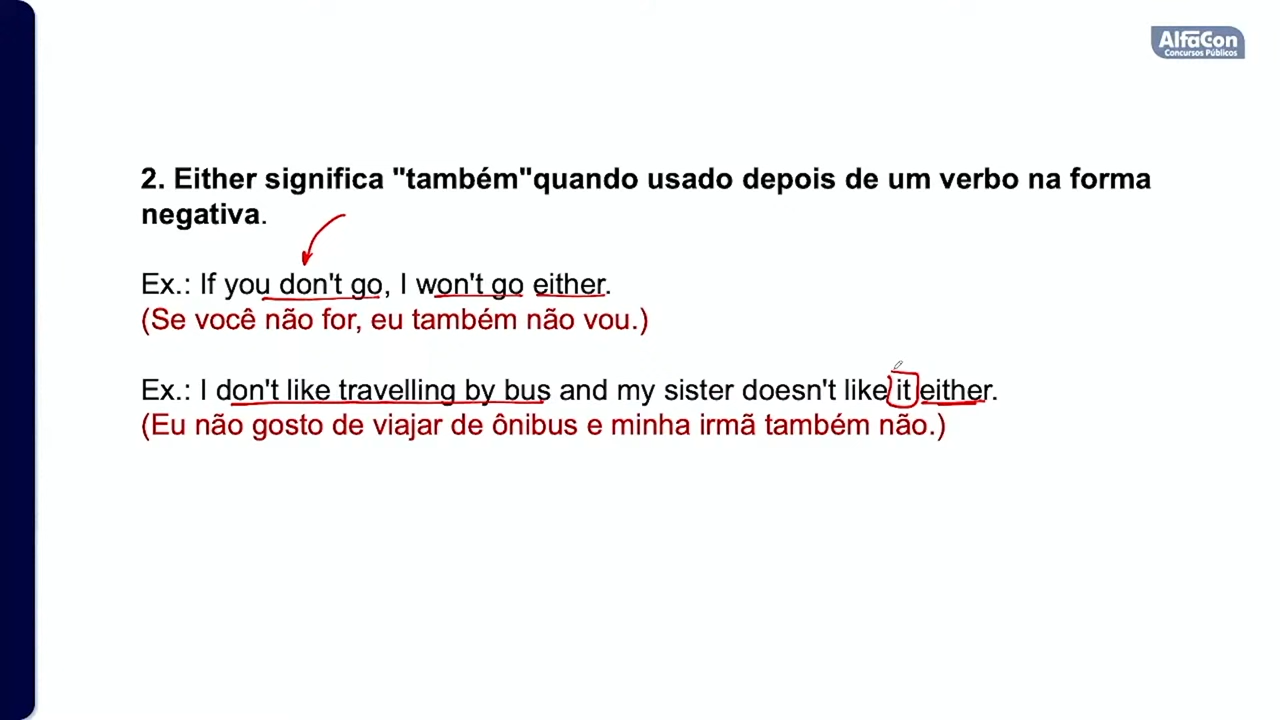 AlfaCon
Concursos Públicos
2. Either significa "também"quando usado depois de um verbo na forma
negativa.
Ex.: If you don't go, I won't go either.
(Se você não for, eu também não vou.)
Ex.: I don't like travelling by bus and my sister doesn't like it either.
(Eu não gosto de viajar de ônibus e minha irmã também não.)